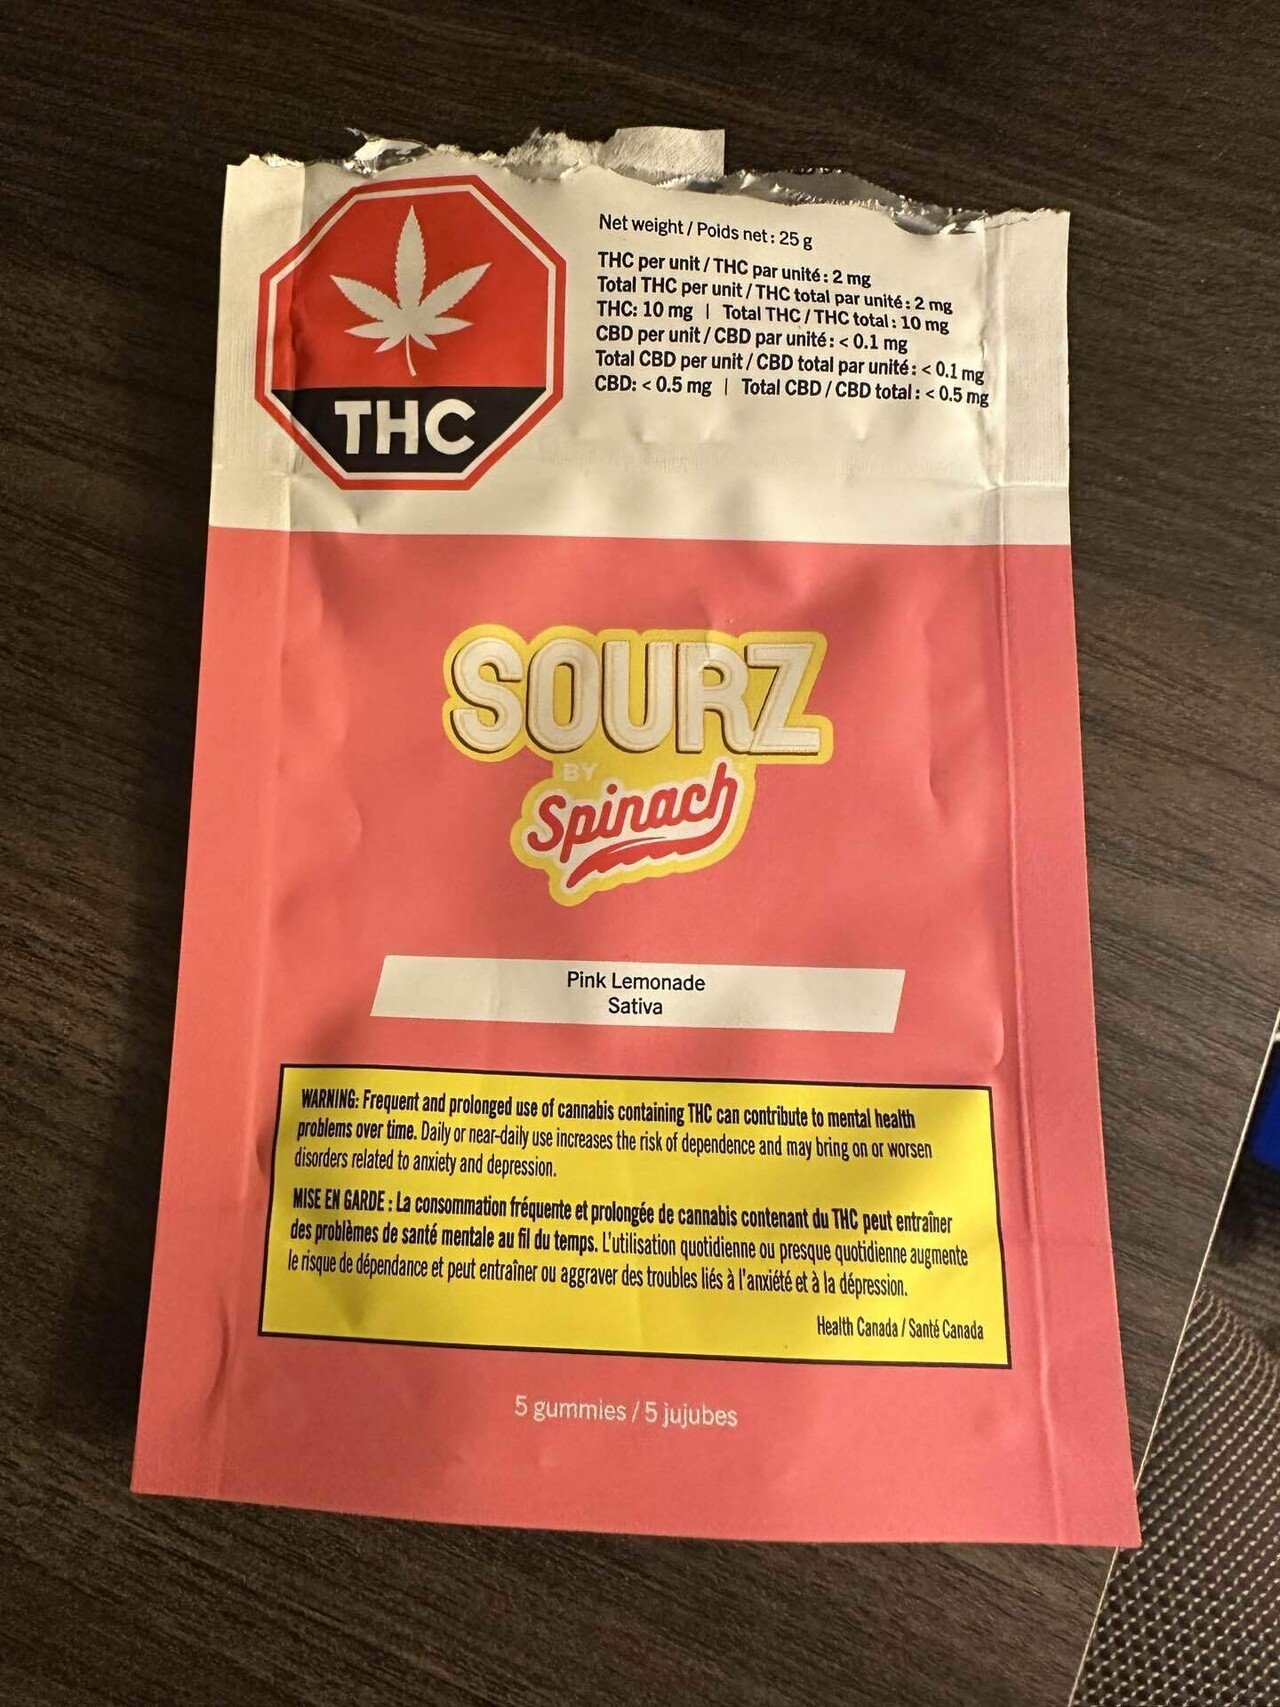 THC
Net weight / Poids net : 25 g
THC per unit / THC par unité : 2 mg
Total THC per unit / THC total par unité : 2 mg
THC: 10 mg | Total THC / THC total : 10 mg
CBD per unit / CBD par unité : < 0.1 mg
Total CBD per unit / CBD total par unité : < 0.1 mg
CBD: < 0.5 mg | Total CBD / CBD total : < 0.5 mg
SOURZ
BY
Spinach
Pink Lemonade
Sativa
WARNING: Frequent and prolonged use of cannabis containing THC can contribute to mental health
problems over time. Daily or near-daily use increases the risk of dependence and may bring on or worsen
disorders related to anxiety and depression.
MISE EN GARDE : La consommation fréquente et prolongée de cannabis contenant du THC peut entraîner
des problèmes de santé mentale au fil du temps. L'utilisation quotidienne ou presque quotidienne augmente
le risque de dépendance et peut entraîner ou aggraver des troubles liés à l'anxiété et à la dépression.
Health Canada / Santé Canada
5 gummies / 5 jujubes